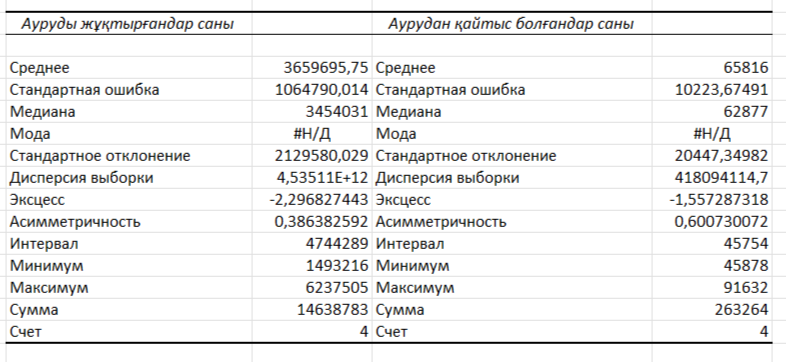 Ауруды жұқтырғандар саны Аурудан қайтыс болғандар саны
Среднее 3659695,75 Среднее 65816
Стандартная ошибка 1064790,014 Стандартная ошибка 10223,67491
Медиана 3454031 Медиана 62877
Мода #Н/Д Мода #Н/Д
Стандартное отклонение 2129580,029 Стандартное отклонение 20447,34982
Дисперсия выборки 4,53511E+12 Дисперсия выборки 418094114,7
Эксцесс -2,296827443 Эксцесс -1,557287318
Асимметричность 0,386382592 Асимметричность 0,600730072
Интервал 4744289 Интервал 45754
Минимум 1493216 Минимум 45878
Максимум 6237505 Максимум 91632
Сумма 14638783 Сумма 263264
Счет 4 Счет 4